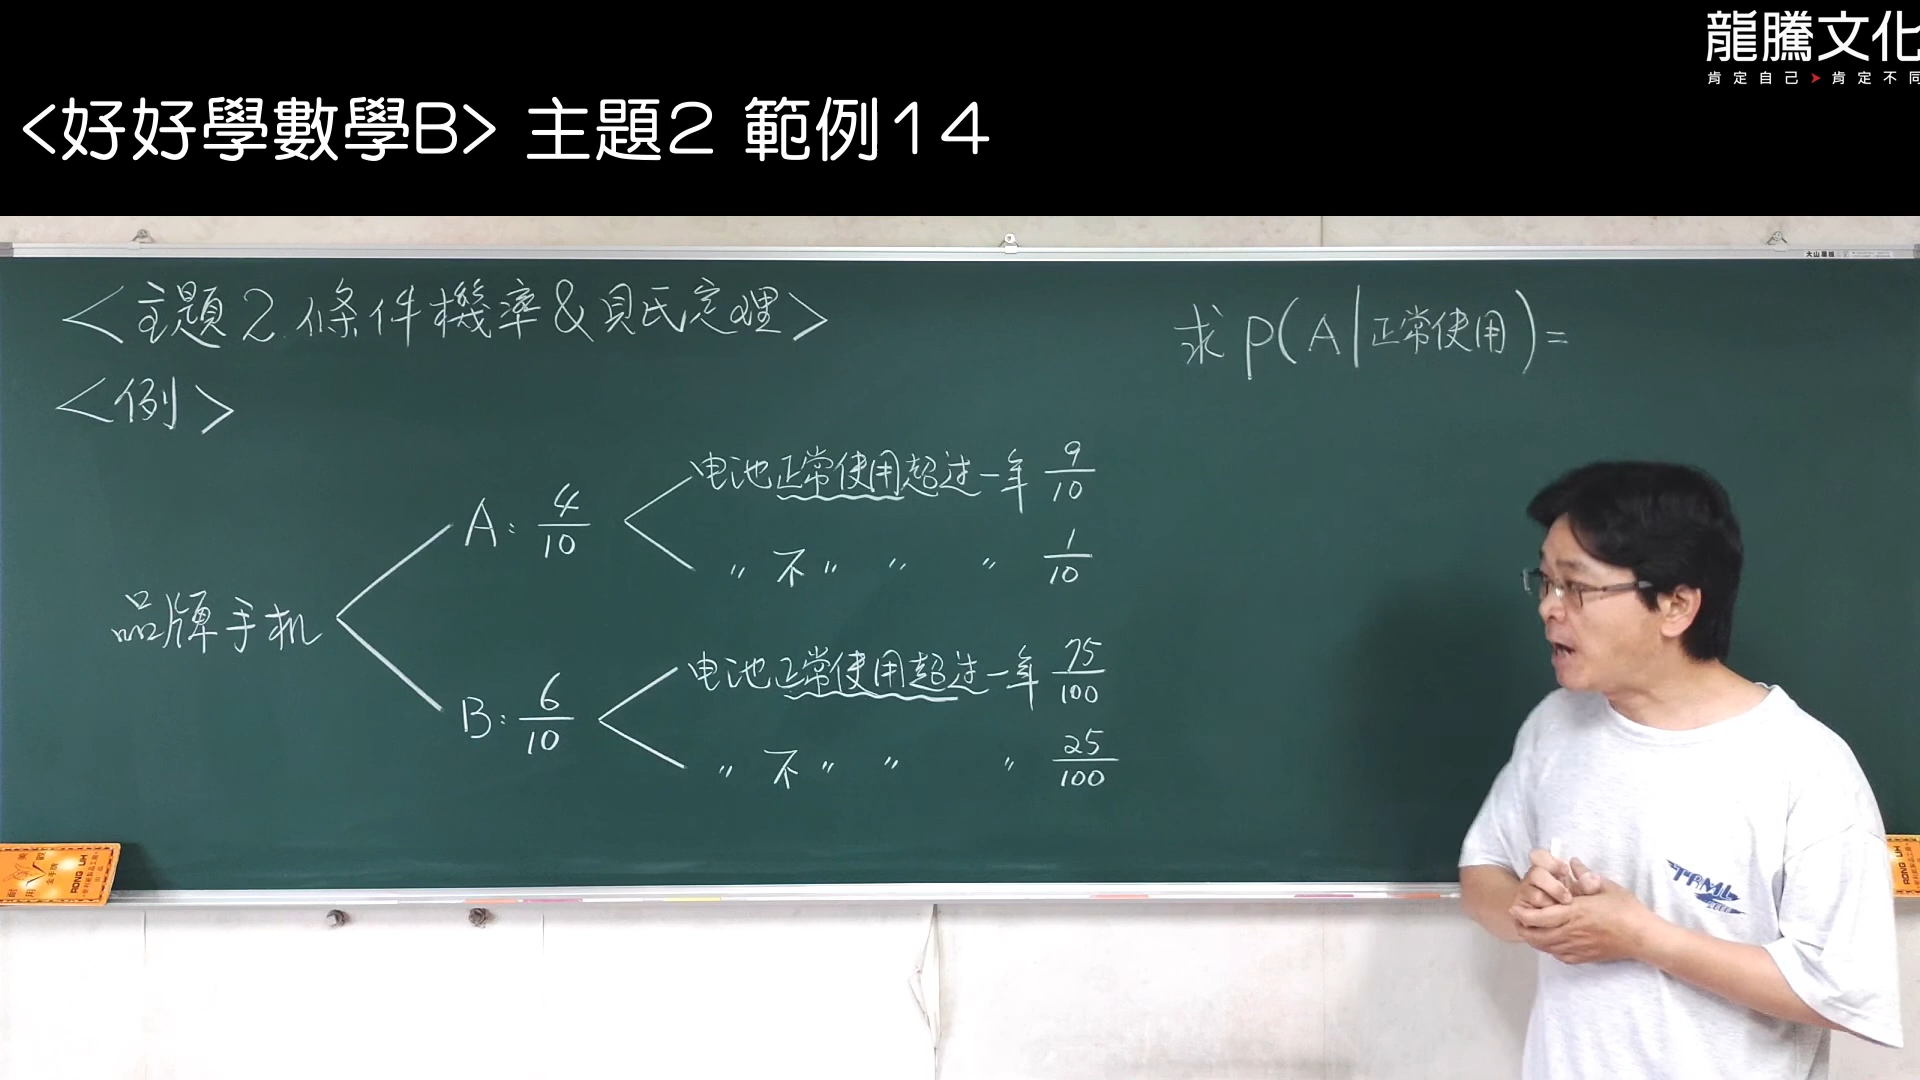 龍騰文化
肯定自己➤肯定不同
<好好學數學B> 主題2 範例14
<主題2.條件機率&貝氏定理>
求 P(A|正常使用)=
<例>
电池正常使用超过一年 9/10
A: 4/10
〃 不〃 〃 〃 1/10
品牌手机
电池正常使用超过一年 75/100
B: 6/10
〃 不〃 〃 〃 25/100
TRML